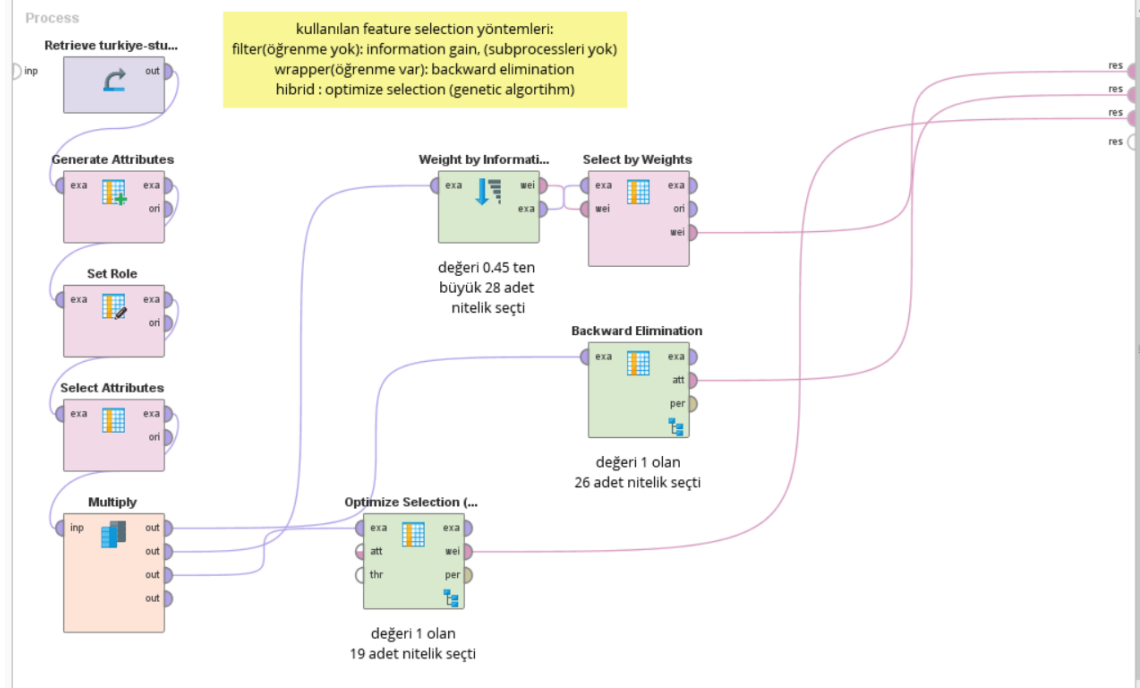 Process
Retrieve turkiye-stu...
inp
out
kullanılan feature selection yöntemleri:
filter(öğrenme yok): information gain, (subprocessleri yok)
wrapper(öğrenme var): backward elimination
hibrid : optimize selection (genetic algortihm)
res
res
res
res
Generate Attributes
exa exa
ori
Weight by Informati...
exa wei
exa
Select by Weights
exa exa
wei ori
wei
değeri 0.45 ten
büyük 28 adet
nitelik seçti
Set Role
exa exa
ori
Backward Elimination
exa exa
att
per
değeri 1 olan
26 adet nitelik seçti
Select Attributes
exa exa
ori
Multiply
inp out
out
out
out
Optimize Selection (...
exa exa
att wei
thr per
değeri 1 olan
19 adet nitelik seçti